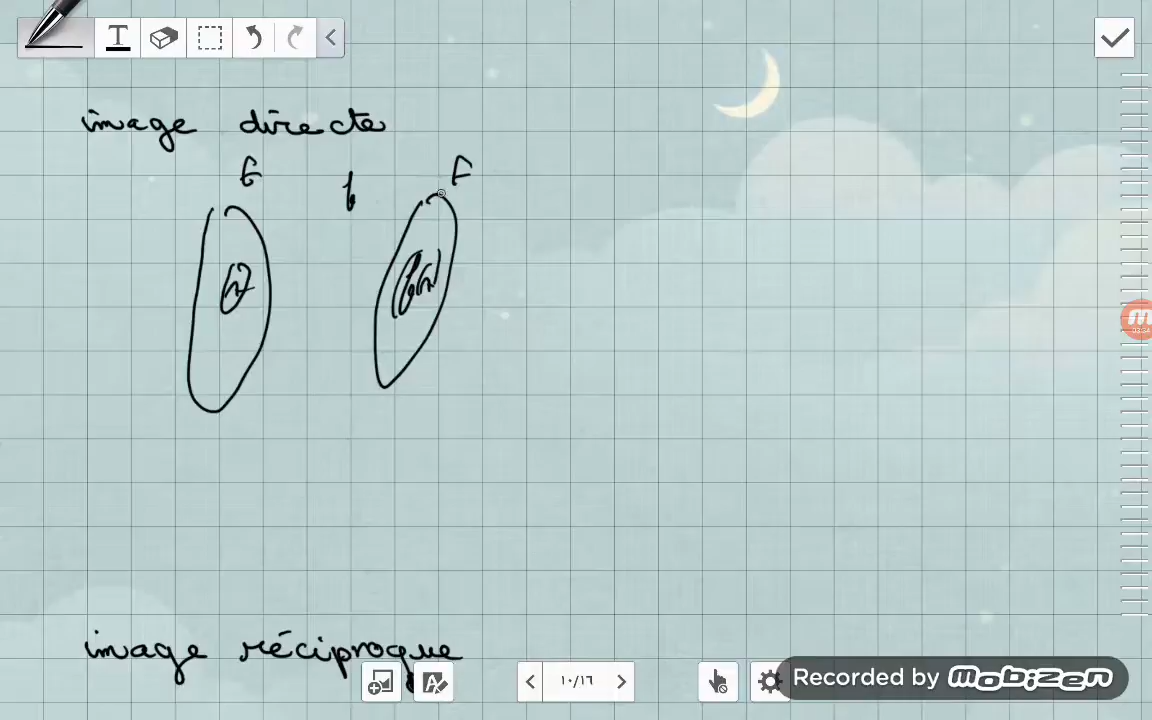 T
image directe
E f F
A f(A)
image réciproque
١٠/١٦
Recorded by MOBIZEN